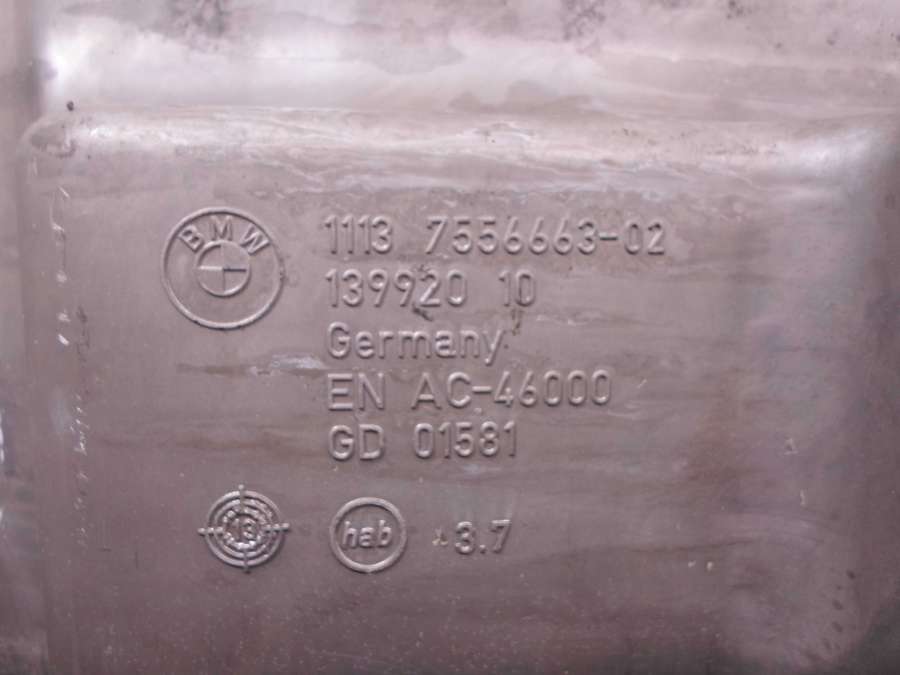 BMW
1113 7556663-02
139920 10
Germany
EN AC-46000
GD 01581
13
hab
3.7